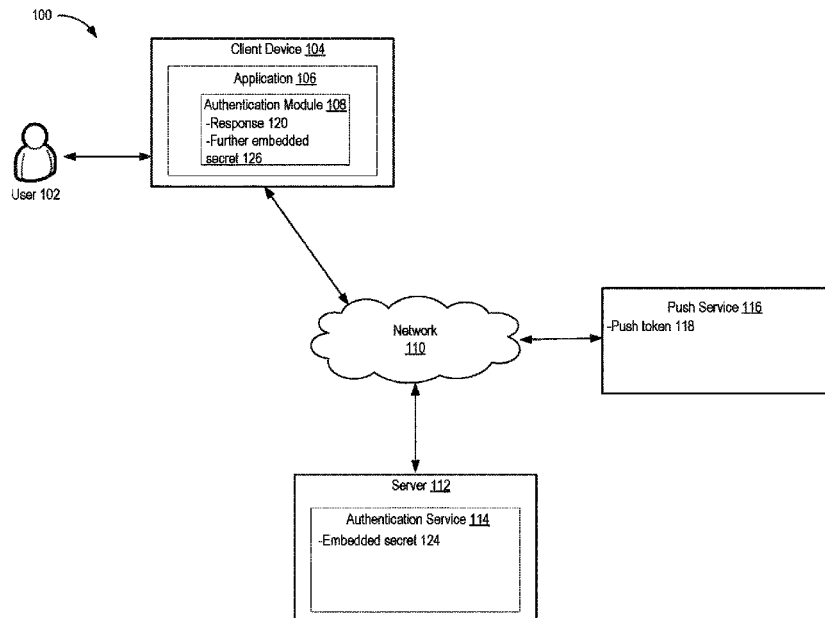 100
Client Device 104
Application 106
Authentication Module 108
-Response 120
-Further embedded
secret 126
User 102
Network
110
Push Service 116
-Push token 118
Server 112
Authentication Service 114
-Embedded secret 124